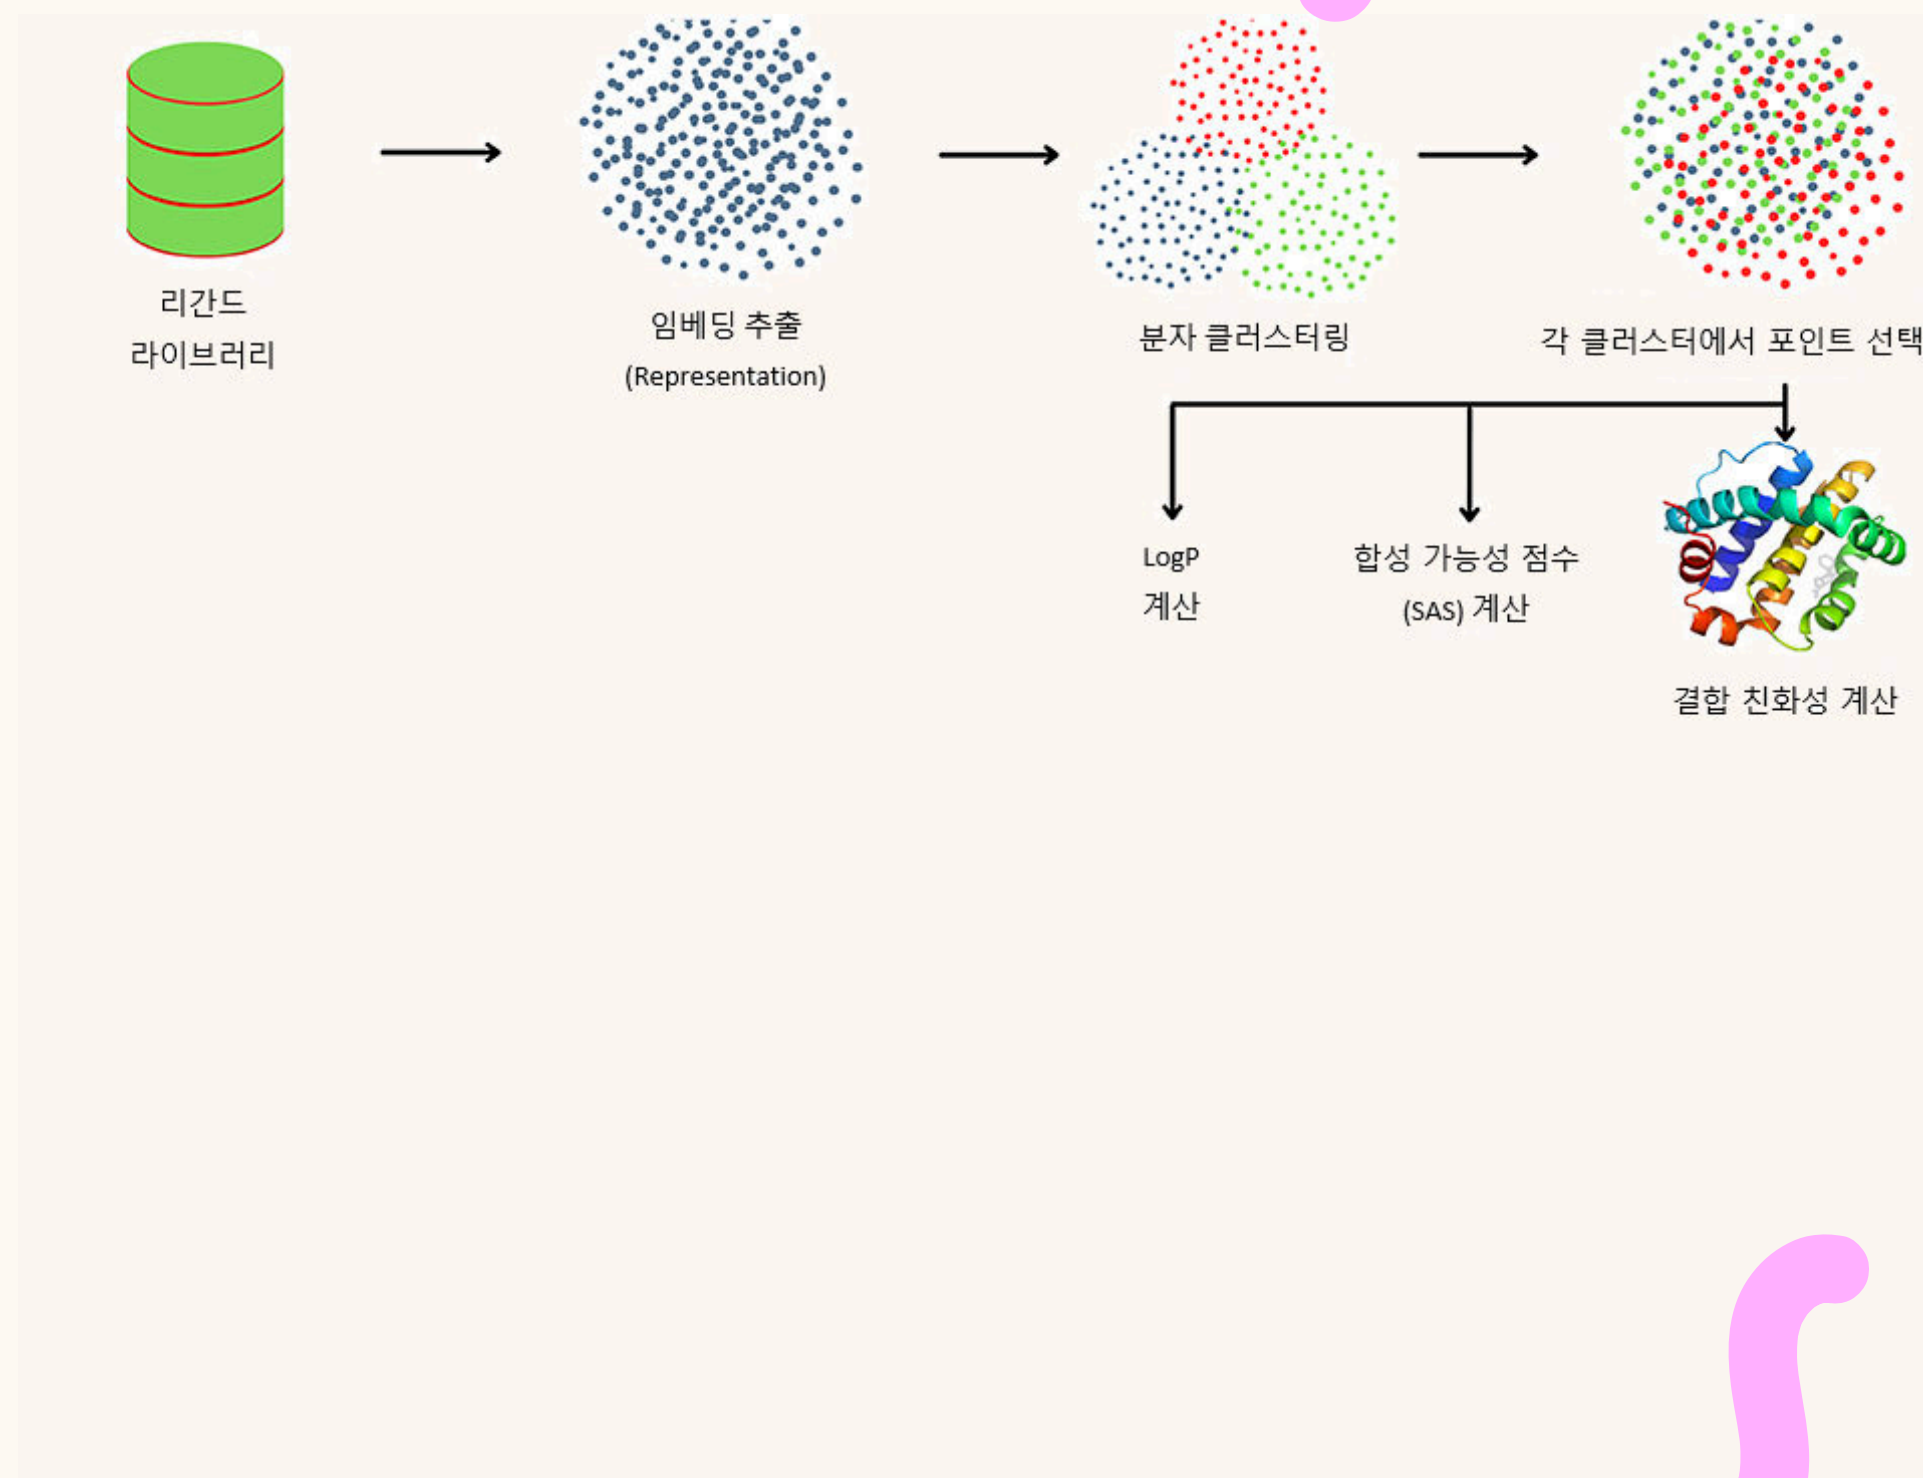 리간드
라이브러리
임베딩 추출
(Representation)
분자 클러스터링
각 클러스터에서 포인트 선택
LogP
계산
합성 가능성 점수
(SAS) 계산
결합 친화성 계산